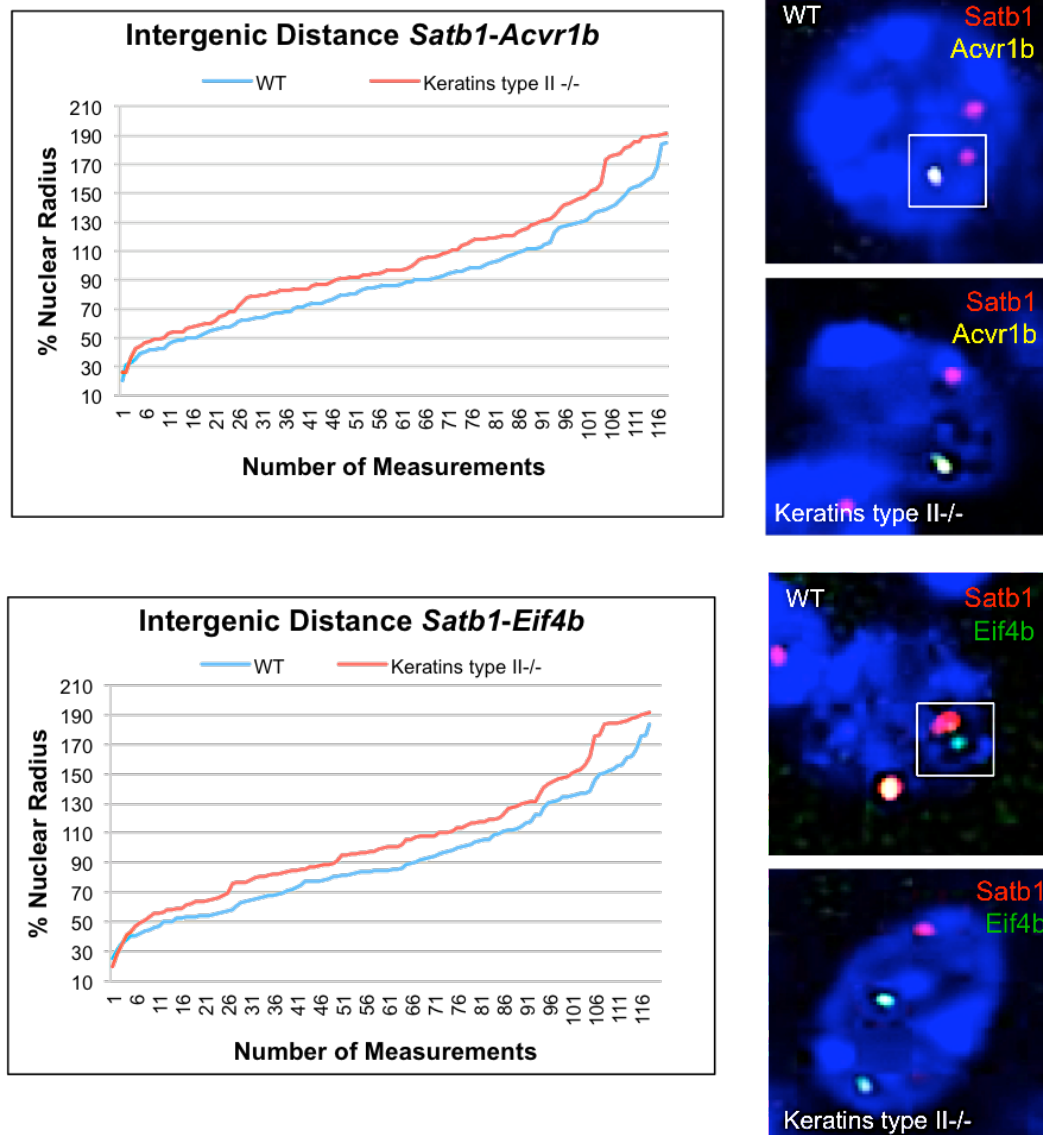 Intergenic Distance Satb1-Acvr1b
WT Keratins type II -/-
210
190
170
150
130
110
90
70
50
30
10
% Nuclear Radius
1 6 11 16 21 26 31 36 41 46 51 56 61 66 71 76 81 86 91 96 101 106 111 116
Number of Measurements
WT Satb1
Acvr1b
Satb1
Acvr1b
Keratins type II-/-
Intergenic Distance Satb1-Eif4b
WT Keratins type II-/-
210
190
170
150
130
110
90
70
50
30
10
% Nuclear Radius
1 6 11 16 21 26 31 36 41 46 51 56 61 66 71 76 81 86 91 96 101 106 111 116
Number of Measurements
WT Satb1
Eif4b
Satb1
Eif4b
Keratins type II-/-